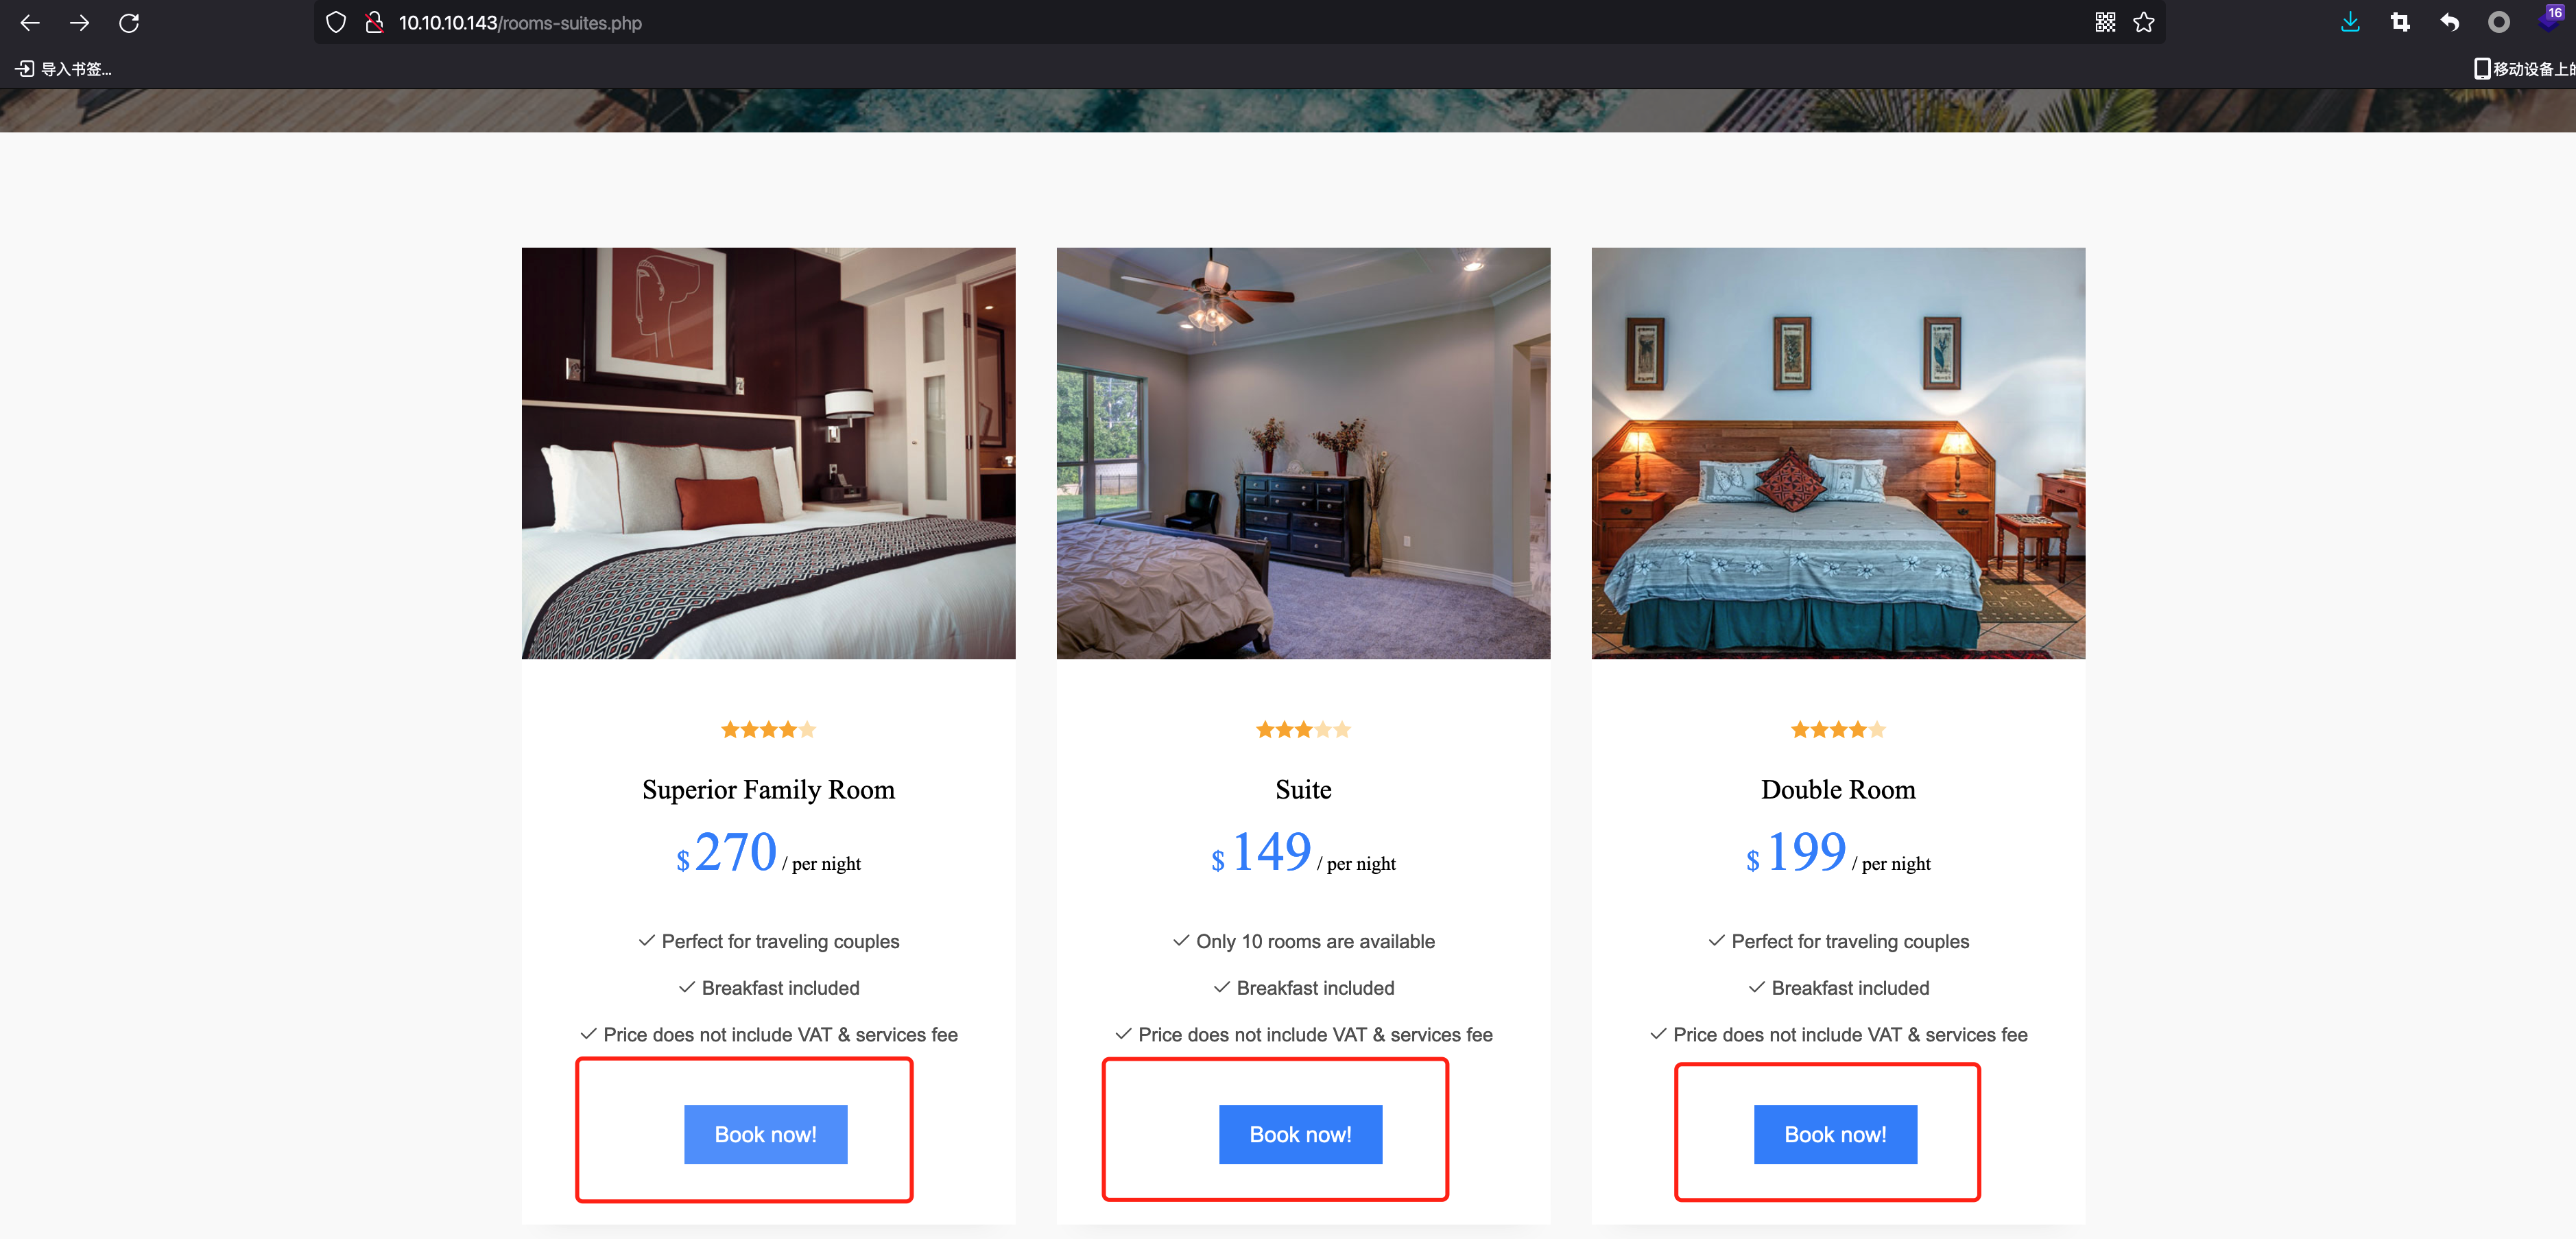 10.10.10.143/rooms-suites.php
16
导入书签...
移动设备上的
Superior Family Room
$ 270 / per night
Perfect for traveling couples
Breakfast included
Price does not include VAT & services fee
Book now!
Suite
$ 149 / per night
Only 10 rooms are available
Breakfast included
Price does not include VAT & services fee
Book now!
Double Room
$ 199 / per night
Perfect for traveling couples
Breakfast included
Price does not include VAT & services fee
Book now!